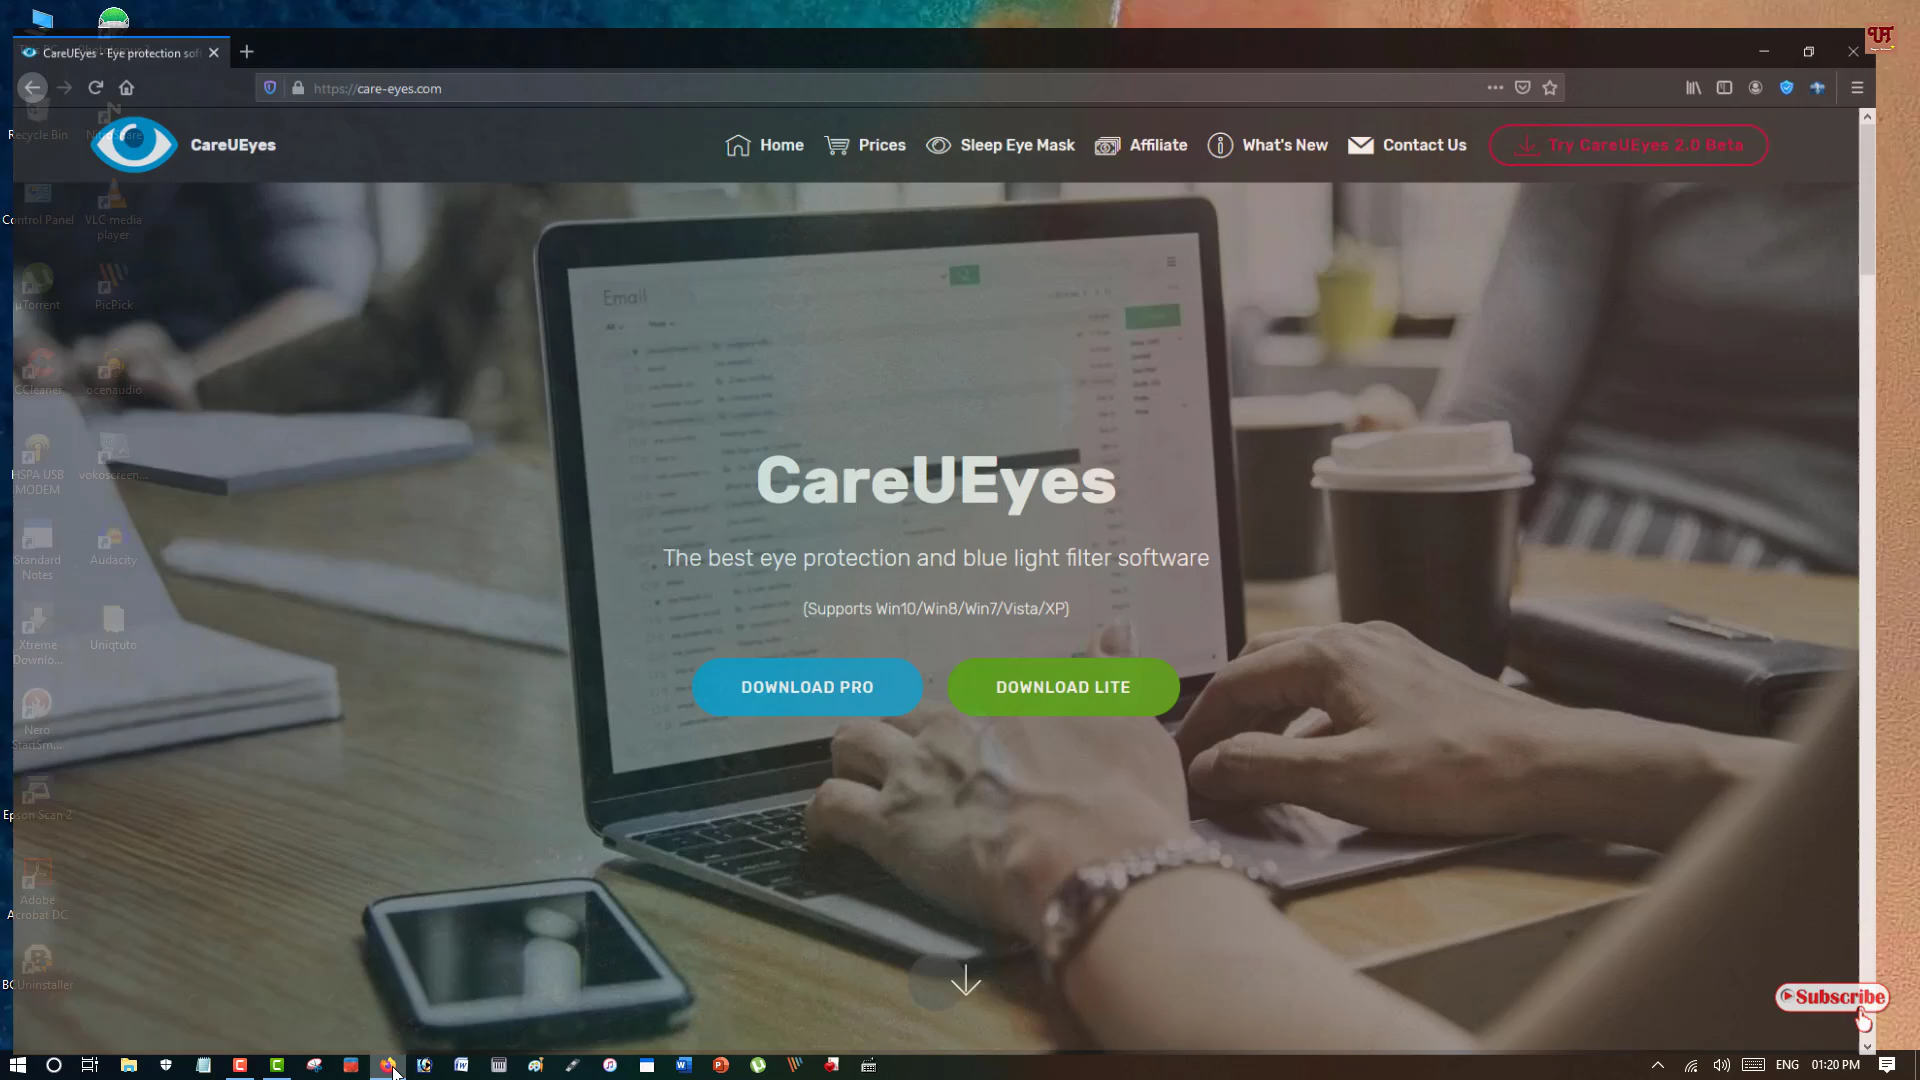 CareUEyes - Eye protection sof
https://care-eyes.com
CareUEyes
Home
Prices
Sleep Eye Mask
Affiliate
What's New
Contact Us
Try CareUEyes 2.0 Beta
Recycle Bin
Control Panel
VLC media
player
µTorrent
PicPick
CCleaner
ocenaudio
HSPA USB
MODEM
vokoscreen...
Standard
Notes
Audacity
Xtreme
Downlo...
Uniqtuto
Nero
StartSm...
Epson Scan 2
Adobe
Acrobat DC
BCUninstaller
Email
CareUEyes
The best eye protection and blue light filter software
(Supports Win10/Win8/Win7/Vista/XP)
DOWNLOAD PRO
DOWNLOAD LITE
UT
Subscribe
ENG
01:20 PM